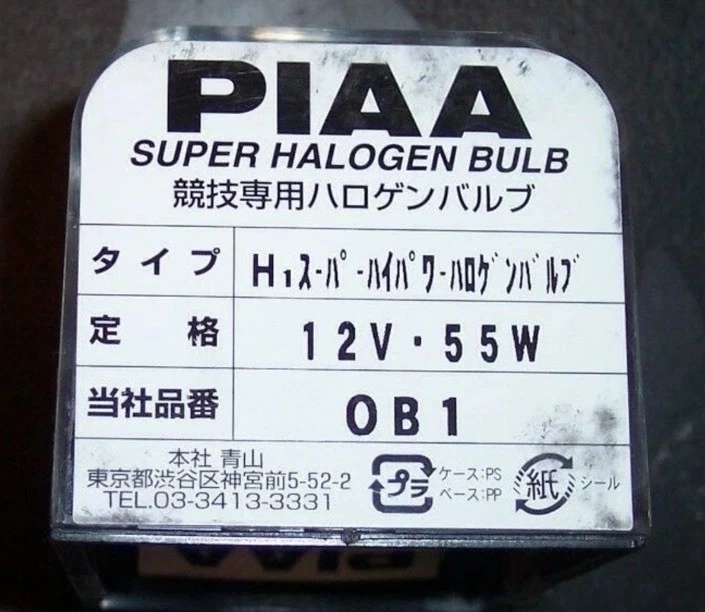 PIAA
SUPER HALOGEN BULB
競技専用ハロゲンバルブ
タイプ H₁スーパーハイパワーハロゲンバルブ
定格 12V・55W
当社品番 OB1
本社 青山
東京都渋谷区神宮前5-52-2
TEL.03-3413-3331
プラ
ケース:PS
ベース:PP
紙
シール
PIAA